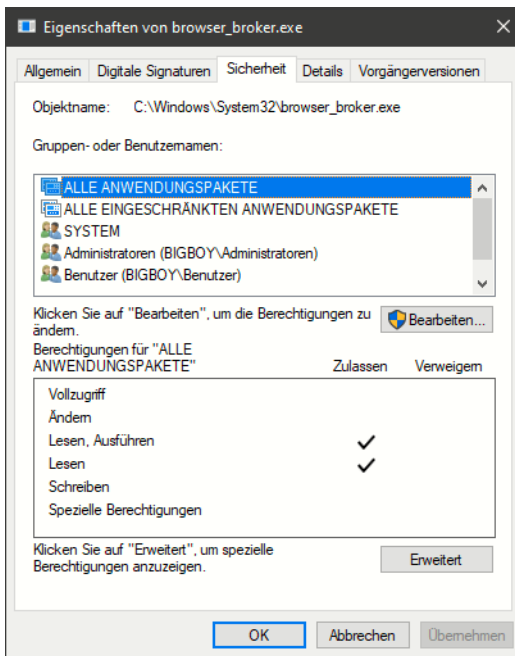 Eigenschaften von browser_broker.exe
Allgemein Digitale Signaturen Sicherheit Details Vorgängerversionen
Objektname: C:\Windows\System32\browser_broker.exe
Gruppen- oder Benutzernamen:
ALLE ANWENDUNGSPAKETE
ALLE EINGESCHRÄNKTEN ANWENDUNGSPAKETE
SYSTEM
Administratoren (BIGBOY\Administratoren)
Benutzer (BIGBOY\Benutzer)
Klicken Sie auf "Bearbeiten", um die Berechtigungen zu
ändern.
Bearbeiten...
Berechtigungen für "ALLE
ANWENDUNGSPAKETE" Zulassen Verweigern
Vollzugriff
Ändern
Lesen, Ausführen
Lesen
Schreiben
Spezielle Berechtigungen
Klicken Sie auf "Erweitert", um spezielle
Berechtigungen anzuzeigen.
Erweitert
OK Abbrechen Übernehmen